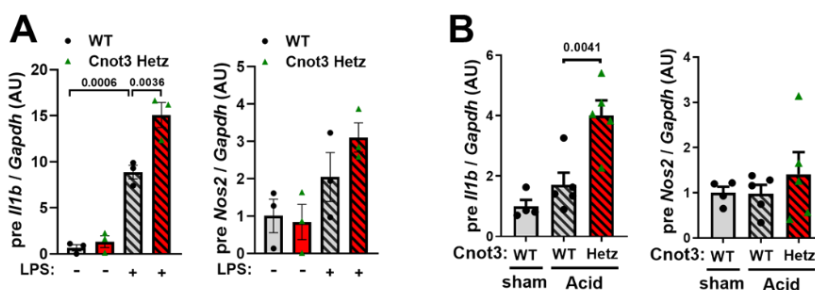 A
WT
Cnot3 Hetz
0.0006 0.0036
pre Il1b / Gapdh (AU)
20
15
10
5
0
LPS: - - + +
WT
Cnot3 Hetz
pre Nos2 / Gapdh (AU)
5
4
3
2
1
0
LPS: - - + +
B
0.0041
pre Il1b / Gapdh (AU)
6
4
2
0
Cnot3: WT WT Hetz
sham Acid
pre Nos2 / Gapdh (AU)
4
3
2
1
0
Cnot3: WT WT Hetz
sham Acid